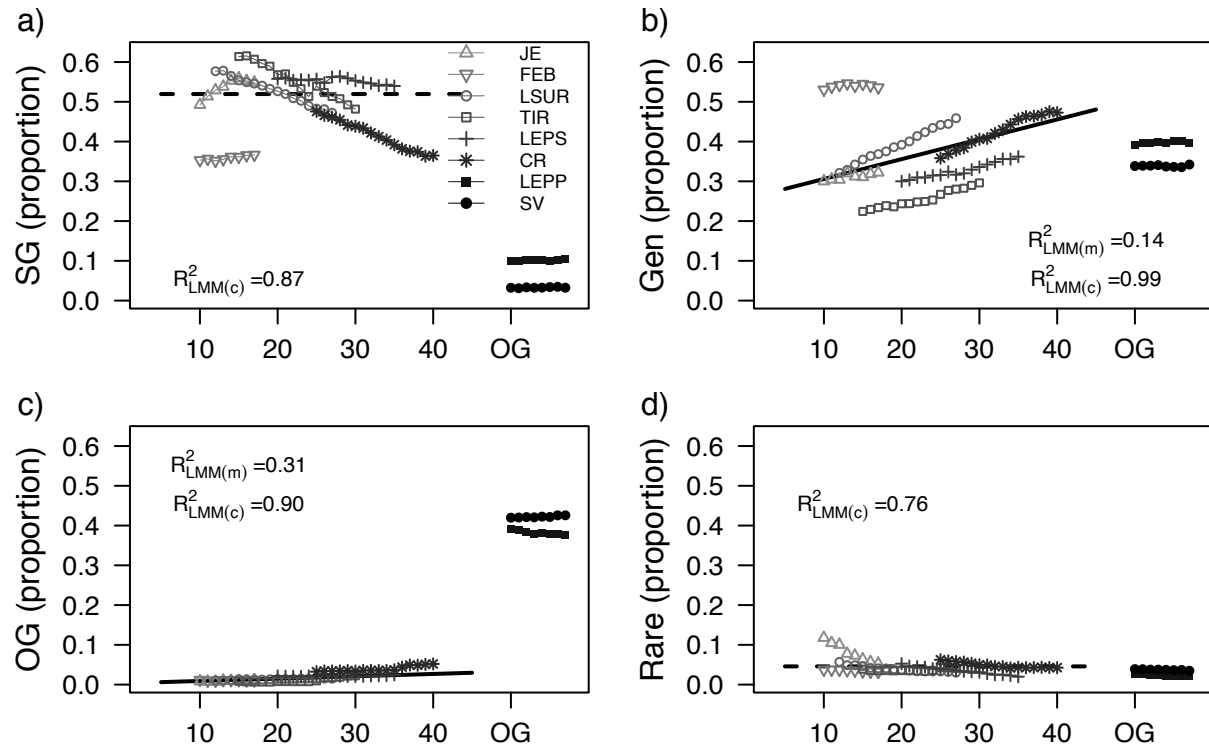 a)
SG (proportion)
0.6
0.5
0.4
0.3
0.2
0.1
0.0
JE
FEB
LSUR
TIR
LEPS
CR
LEPP
SV
R²LMM(c) =0.87
10 20 30 40 OG
b)
Gen (proportion)
0.6
0.5
0.4
0.3
0.2
0.1
0.0
R²LMM(m) =0.14
R²LMM(c) =0.99
10 20 30 40 OG
c)
OG (proportion)
0.6
0.5
0.4
0.3
0.2
0.1
0.0
R²LMM(m) =0.31
R²LMM(c) =0.90
10 20 30 40 OG
d)
Rare (proportion)
0.6
0.5
0.4
0.3
0.2
0.1
0.0
R²LMM(c) =0.76
10 20 30 40 OG